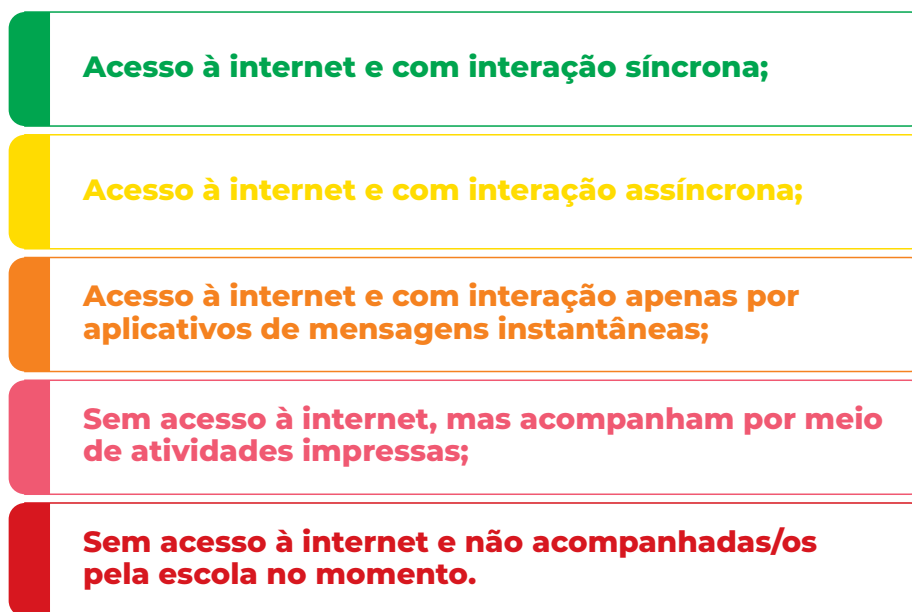 Acesso à internet e com interação síncrona;
Acesso à internet e com interação assíncrona;
Acesso à internet e com interação apenas por
aplicativos de mensagens instantâneas;
Sem acesso à internet, mas acompanham por meio
de atividades impressas;
Sem acesso à internet e não acompanhadas/os
pela escola no momento.